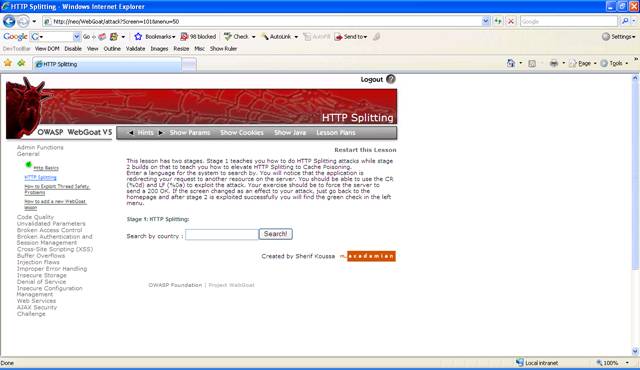 HTTP Splitting - Windows Internet Explorer
http://neo/WebGoat/attack?Screen=101&menu=50
Google
File Edit View Favorites Tools Help
Google G Go Bookmarks 98 blocked Check AutoLink AutoFill Send to Settings
DevToolBar View DOM Disable View Outline Validate Images Resize Misc Show Ruler
HTTP Splitting
Page Tools
Logout ?
HTTP Splitting
OWASP WebGoat V5
Hints Show Params Show Cookies Show Java Lesson Plans
Restart this Lesson
Admin Functions
General
Http Basics
HTTP Splitting
How to Exploit Thread Safety Problems
How to add a new WebGoat lesson
Code Quality
Unvalidated Parameters
Broken Access Control
Broken Authentication and
Session Management
Cross-Site Scripting (XSS)
Buffer Overflows
Injection Flaws
Improper Error Handling
Insecure Storage
Denial of Service
Insecure Configuration
Management
Web Services
AJAX Security
Challenge
This lesson has two stages. Stage 1 teaches you how to do HTTP Splitting attacks while stage
2 builds on that to teach you how to elevate HTTP Splitting to Cache Poisoning.
Enter a language for the system to search by. You will notice that the application is
redirecting your request to another resource on the server. You should be able to use the CR
(%0d) and LF (%0a) to exploit the attack. Your exercise should be to force the server to
send a 200 OK. If the screen changed as an effect to your attack, just go back to the
homepage and after stage 2 is exploited successfully you will find the green check in the left
menu.
Stage 1: HTTP Splitting:
Search by country : Search!
Created by Sherif Koussa macadamian
OWASP Foundation | Project WebGoat
Done
Local intranet
100%